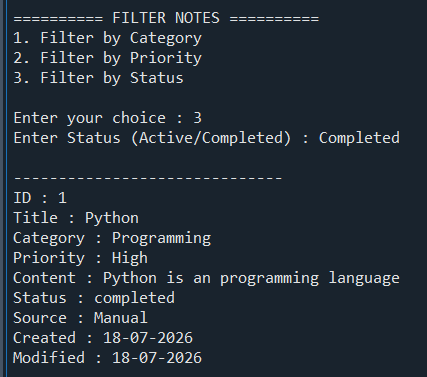 ========== FILTER NOTES ==========
1. Filter by Category
2. Filter by Priority
3. Filter by Status
Enter your choice : 3
Enter Status (Active/Completed) : Completed
------------------------------
ID : 1
Title : Python
Category : Programming
Priority : High
Content : Python is an programming language
Status : completed
Source : Manual
Created : 18-07-2026
Modified : 18-07-2026